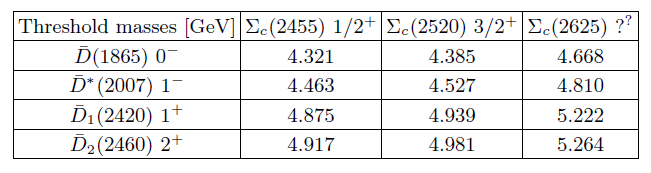 Threshold masses [GeV] Σc(2455) 1/2⁺ Σc(2520) 3/2⁺ Σc(2625) ?^?
D̄(1865) 0⁻ 4.321 4.385 4.668
D̄*(2007) 1⁻ 4.463 4.527 4.810
D̄₁(2420) 1⁺ 4.875 4.939 5.222
D̄₂(2460) 2⁺ 4.917 4.981 5.264